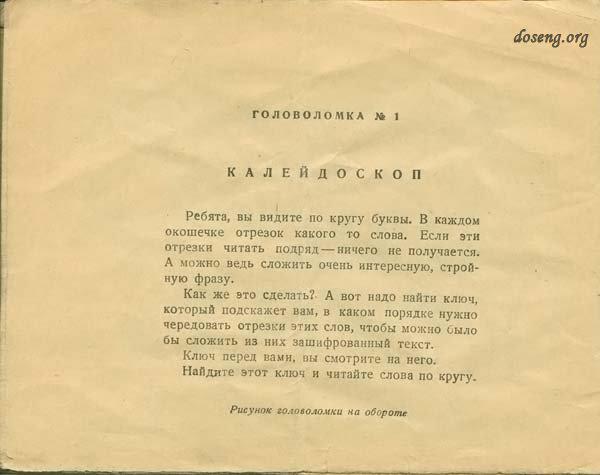 doseng.org
ГОЛОВОЛОМКА № 1
КАЛЕЙДОСКОП
Ребята, вы видите по кругу буквы. В каждом
окошечке отрезок какого то слова. Если эти
отрезки читать подряд — ничего не получается.
А можно ведь сложить очень интересную, строй-
ную фразу.
Как же это сделать? А вот надо найти ключ,
который подскажет вам, в каком порядке нужно
чередовать отрезки этих слов, чтобы можно было
бы сложить из них зашифрованный текст.
Ключ перед вами, вы смотрите на него.
Найдите этот ключ и читайте слова по кругу.
Рисунок головоломки на обороте